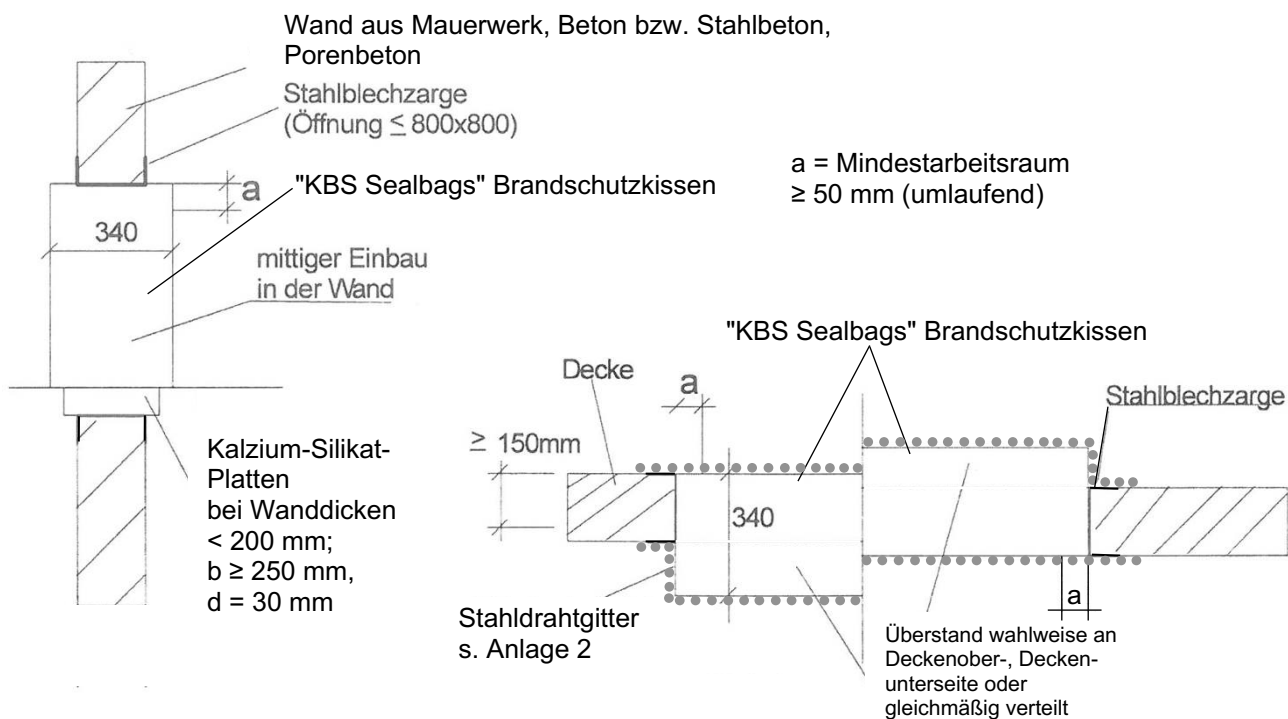 Wand aus Mauerwerk, Beton bzw. Stahlbeton,
Porenbeton
Stahlblechzarge
(Öffnung ≤ 800x800)
a
"KBS Sealbags" Brandschutzkissen
a = Mindestarbeitsraum
≥ 50 mm (umlaufend)
340
mittiger Einbau
in der Wand
Kalzium-Silikat-
Platten
bei Wanddicken
< 200 mm;
b ≥ 250 mm,
d = 30 mm
"KBS Sealbags" Brandschutzkissen
Decke
a
Stahlblechzarge
≥ 150mm
340
Stahldrahtgitter
s. Anlage 2
a
Überstand wahlweise an
Deckenober-, Decken-
unterseite oder
gleichmäßig verteilt